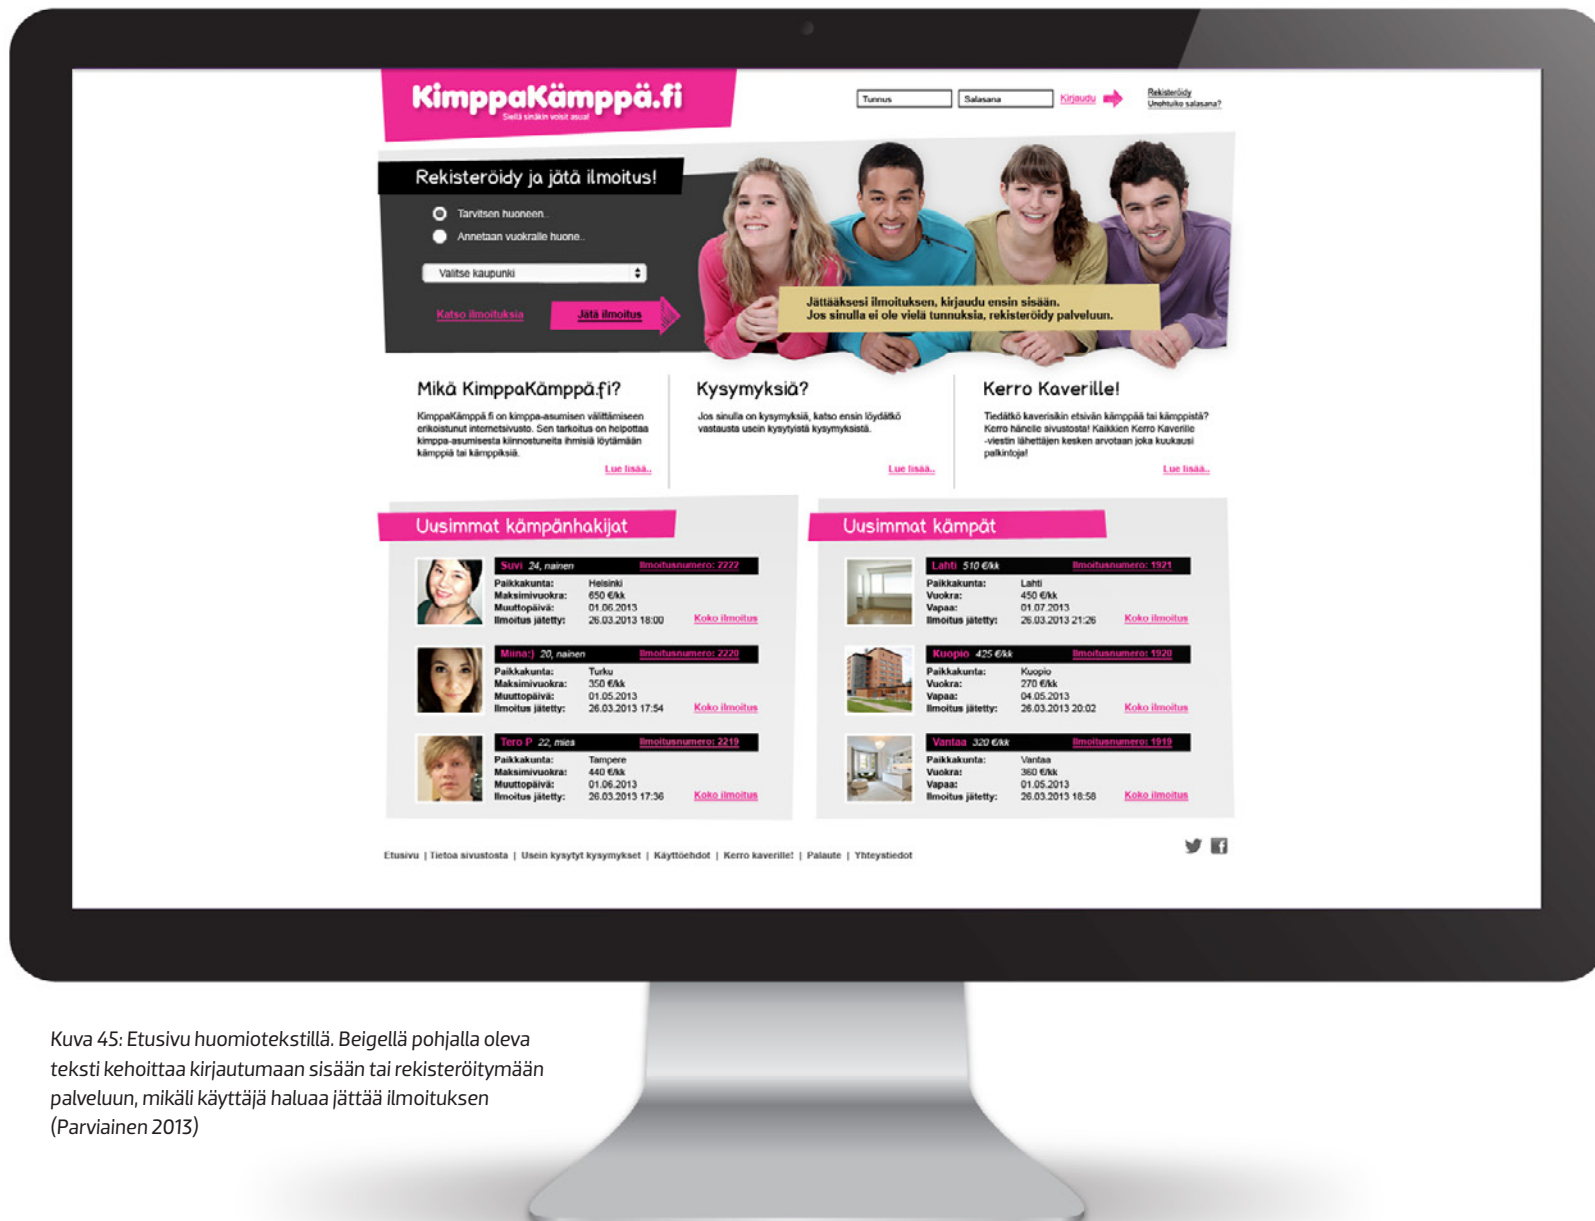 KimppaKämppä.fi
Siellä sinäkin voisit asua!
Tunnus
Salasana
Kirjaudu
Rekisteröidy
Unohtuiko salasana?
Rekisteröidy ja jätä ilmoitus!
Tarvitsen huoneen..
Annetaan vuokralle huone..
Valitse kaupunki
Katso ilmoituksia
Jätä ilmoitus
Jättääksesi ilmoituksen, kirjaudu ensin sisään.
Jos sinulla ei ole vielä tunnuksia, rekisteröidy palveluun.
Mikä KimppaKämppä.fi?
KimppaKämppä.fi on kimppa-asumisen välittämiseen
erikoistunut internetsivusto. Sen tarkoitus on helpottaa
kimppa-asumisesta kiinnostuneita ihmisiä löytämään
kämppiä tai kämppiksiä.
Lue lisää..
Kysymyksiä?
Jos sinulla on kysymyksiä, katso ensin löydätkö
vastausta usein kysytyistä kysymyksistä.
Lue lisää..
Kerro Kaverille!
Tiedätkö kaverisikin etsivän kämppää tai kämppistä?
Kerro hänelle sivustosta! Kaikkien Kerro Kaverille
-viestin lähettäjen kesken arvotaan joka kuukausi
palkintoja!
Lue lisää..
Uusimmat kämpänhakijat
Suvi 24, nainen Ilmoitusnumero: 2222
Paikkakunta: Helsinki
Maksimivuokra: 650 €/kk
Muuttopäivä: 01.06.2013
Ilmoitus jätetty: 26.03.2013 18:00 Koko ilmoitus
Miina:) 20, nainen Ilmoitusnumero: 2220
Paikkakunta: Turku
Maksimivuokra: 350 €/kk
Muuttopäivä: 01.05.2013
Ilmoitus jätetty: 26.03.2013 17:54 Koko ilmoitus
Tero P 22, mies Ilmoitusnumero: 2219
Paikkakunta: Tampere
Maksimivuokra: 440 €/kk
Muuttopäivä: 01.06.2013
Ilmoitus jätetty: 26.03.2013 17:36 Koko ilmoitus
Uusimmat kämpät
Lahti 510 €/kk Ilmoitusnumero: 1921
Paikkakunta: Lahti
Vuokra: 450 €/kk
Vapaa: 01.07.2013
Ilmoitus jätetty: 26.03.2013 21:26 Koko ilmoitus
Kuopio 425 €/kk Ilmoitusnumero: 1920
Paikkakunta: Kuopio
Vuokra: 270 €/kk
Vapaa: 04.05.2013
Ilmoitus jätetty: 26.03.2013 20:02 Koko ilmoitus
Vantaa 320 €/kk Ilmoitusnumero: 1919
Paikkakunta: Vantaa
Vuokra: 360 €/kk
Vapaa: 01.05.2013
Ilmoitus jätetty: 26.03.2013 18:58 Koko ilmoitus
Etusivu | Tietoa sivustosta | Usein kysytyt kysymykset | Käyttöehdot | Kerro kaverille! | Palaute | Yhteystiedot
Kuva 45: Etusivu huomiotekstillä. Beigellä pohjalla oleva
teksti kehoittaa kirjautumaan sisään tai rekisteröitymään
palveluun, mikäli käyttäjä haluaa jättää ilmoituksen
(Parviainen 2013)